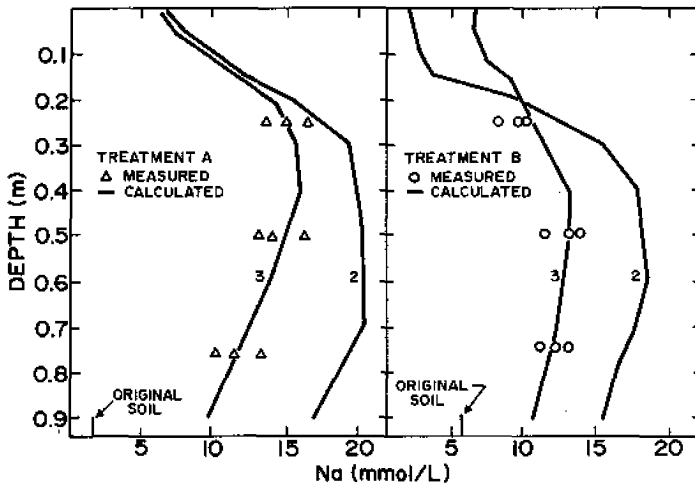 0.1
0.2
0.3
0.4
0.5
0.6
0.7
0.8
0.9
DEPTH (m)
TREATMENT A
△ MEASURED
— CALCULATED
3
2
ORIGINAL
SOIL
5
10
15
20
TREATMENT B
○ MEASURED
— CALCULATED
3
2
ORIGINAL
SOIL
5
10
15
20
Na (mmol/L)